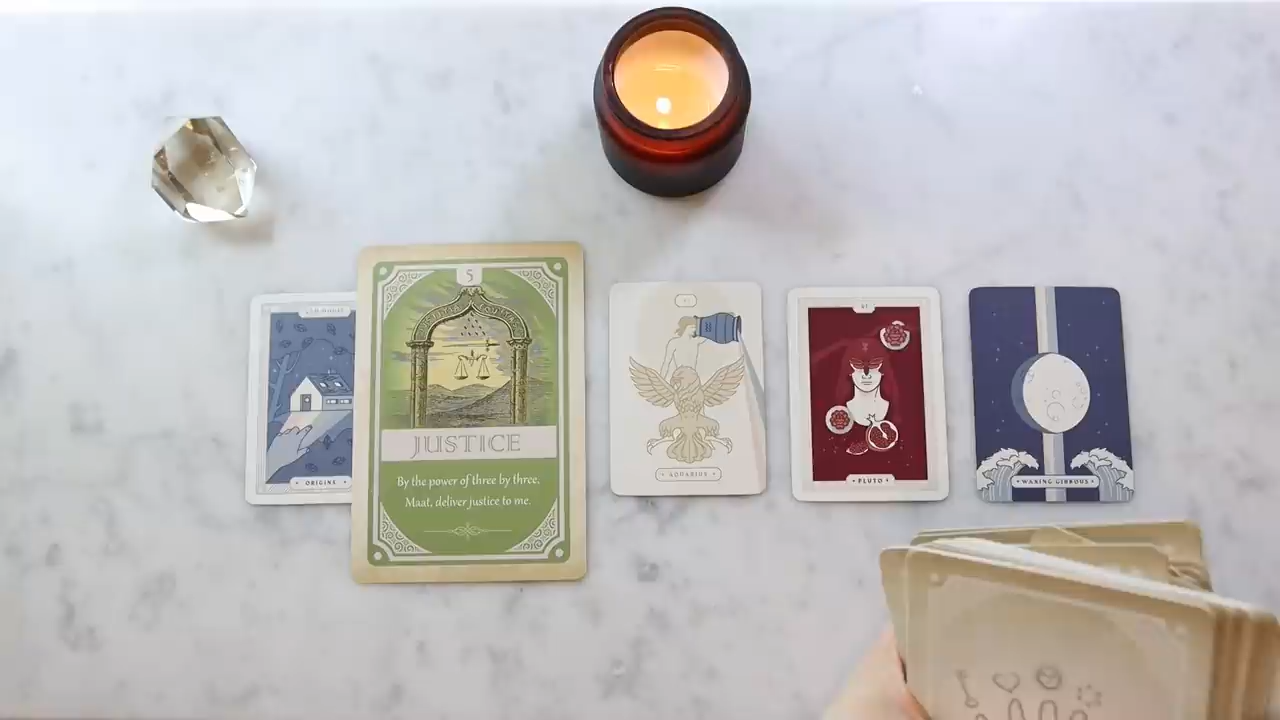 ORIGINS
5
JUSTICE
By the power of three by three,
Maat, deliver justice to me.
AQUARIUS
PLUTO
WANING GIBBOUS